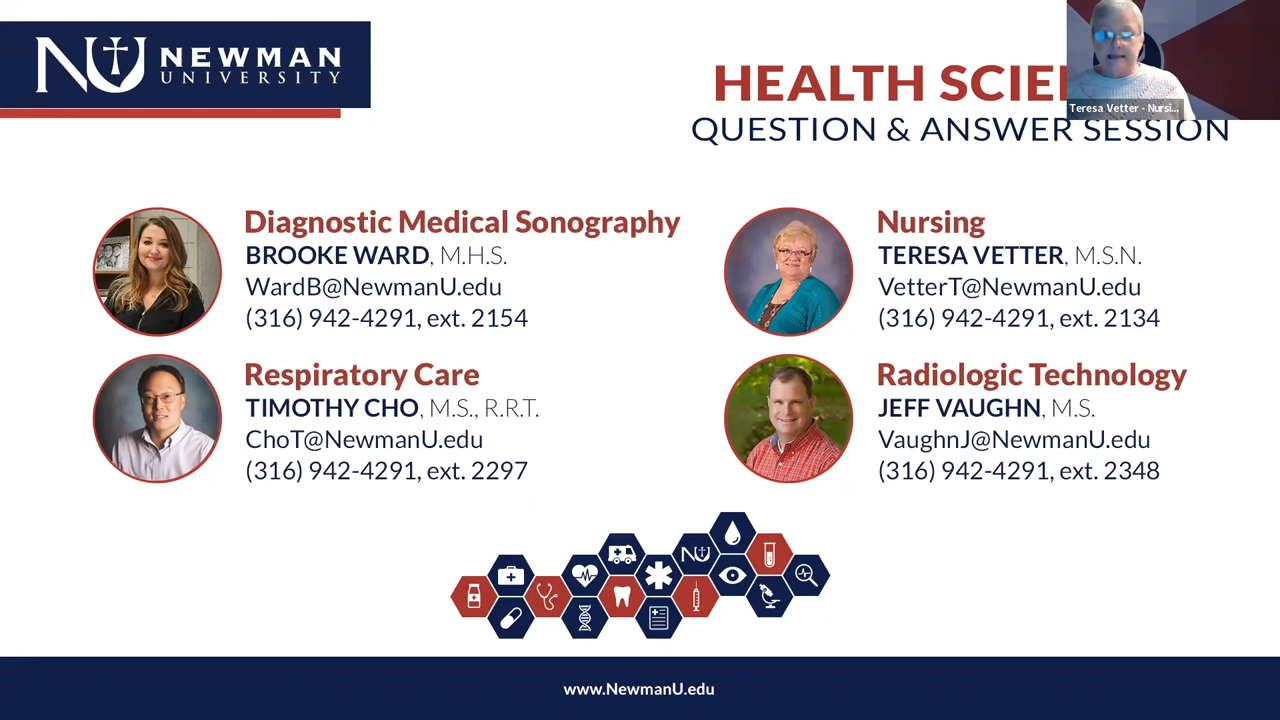 NU NEWMAN
UNIVERSITY
HEALTH SCIE
QUESTION & ANSWER SESSION
Teresa Vetter - Nursi...
Diagnostic Medical Sonography
BROOKE WARD, M.H.S.
WardB@NewmanU.edu
(316) 942-4291, ext. 2154
Nursing
TERESA VETTER, M.S.N.
VetterT@NewmanU.edu
(316) 942-4291, ext. 2134
Respiratory Care
TIMOTHY CHO, M.S., R.R.T.
ChoT@NewmanU.edu
(316) 942-4291, ext. 2297
Radiologic Technology
JEFF VAUGHN, M.S.
VaughnJ@NewmanU.edu
(316) 942-4291, ext. 2348
NU
www.NewmanU.edu